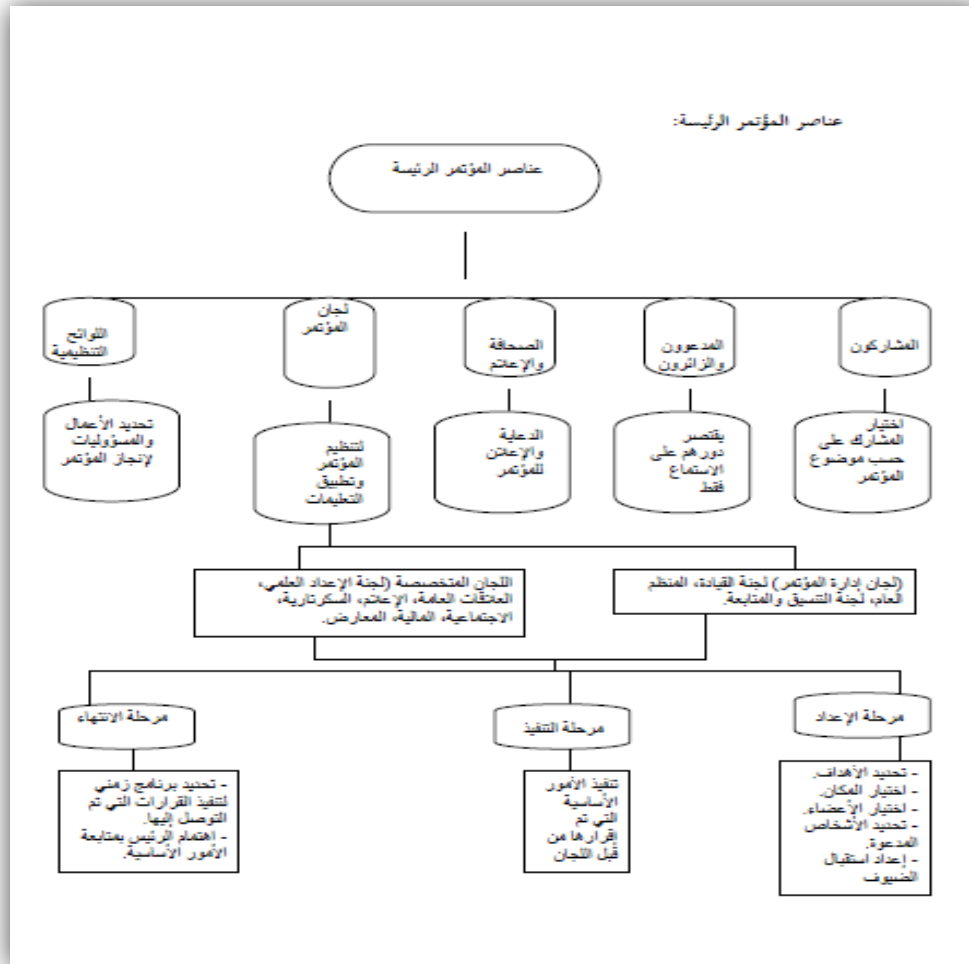 عناصر المؤتمر الرئيسة:
عناصر المؤتمر الرئيسة
المشاركون
المدعوون
والزائرون
الصحافة
والإعلام
لجان
المؤتمر
اللوائح
التنظيمية
اختيار
المشارك على
حسب موضوع
المؤتمر
يقتصر
دورهم على
الاستماع
فقط
الدعاية
والإعلان
للمؤتمر
لتنظيم
المؤتمر
وتطبيق
التعليمات
تحديد الأعمال
والمسؤوليات
لإنجاز المؤتمر
(لجان إدارة المؤتمر) لجنة القيادة، المنظم
العام، لجنة التنسيق والمتابعة.
اللجان المتخصصة (لجنة الإعداد العلمي،
العلاقات العامة، الإعلام، السكرتارية،
الاجتماعية، المالية، المعارض.
مرحلة الإعداد
مرحلة التنفيذ
مرحلة الانتهاء
- تحديد الأهداف.
- اختيار المكان.
- اختيار الأعضاء.
- تحديد الأشخاص
المدعوة.
- إعداد استقبال
الضيوف
تنفيذ الأمور
الأساسية
التي تم
إقرارها من
قبل اللجان
- تحديد برنامج زمني
لتنفيذ القرارات التي تم
التوصل إليها.
- اهتمام الرئيس بمتابعة
الأمور الأساسية.